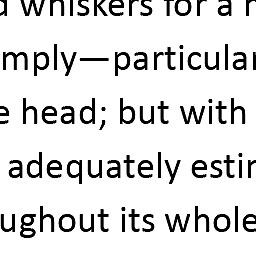 d whiskers for a n
mply—particular
e head; but with
adequately estin
ughout its whole